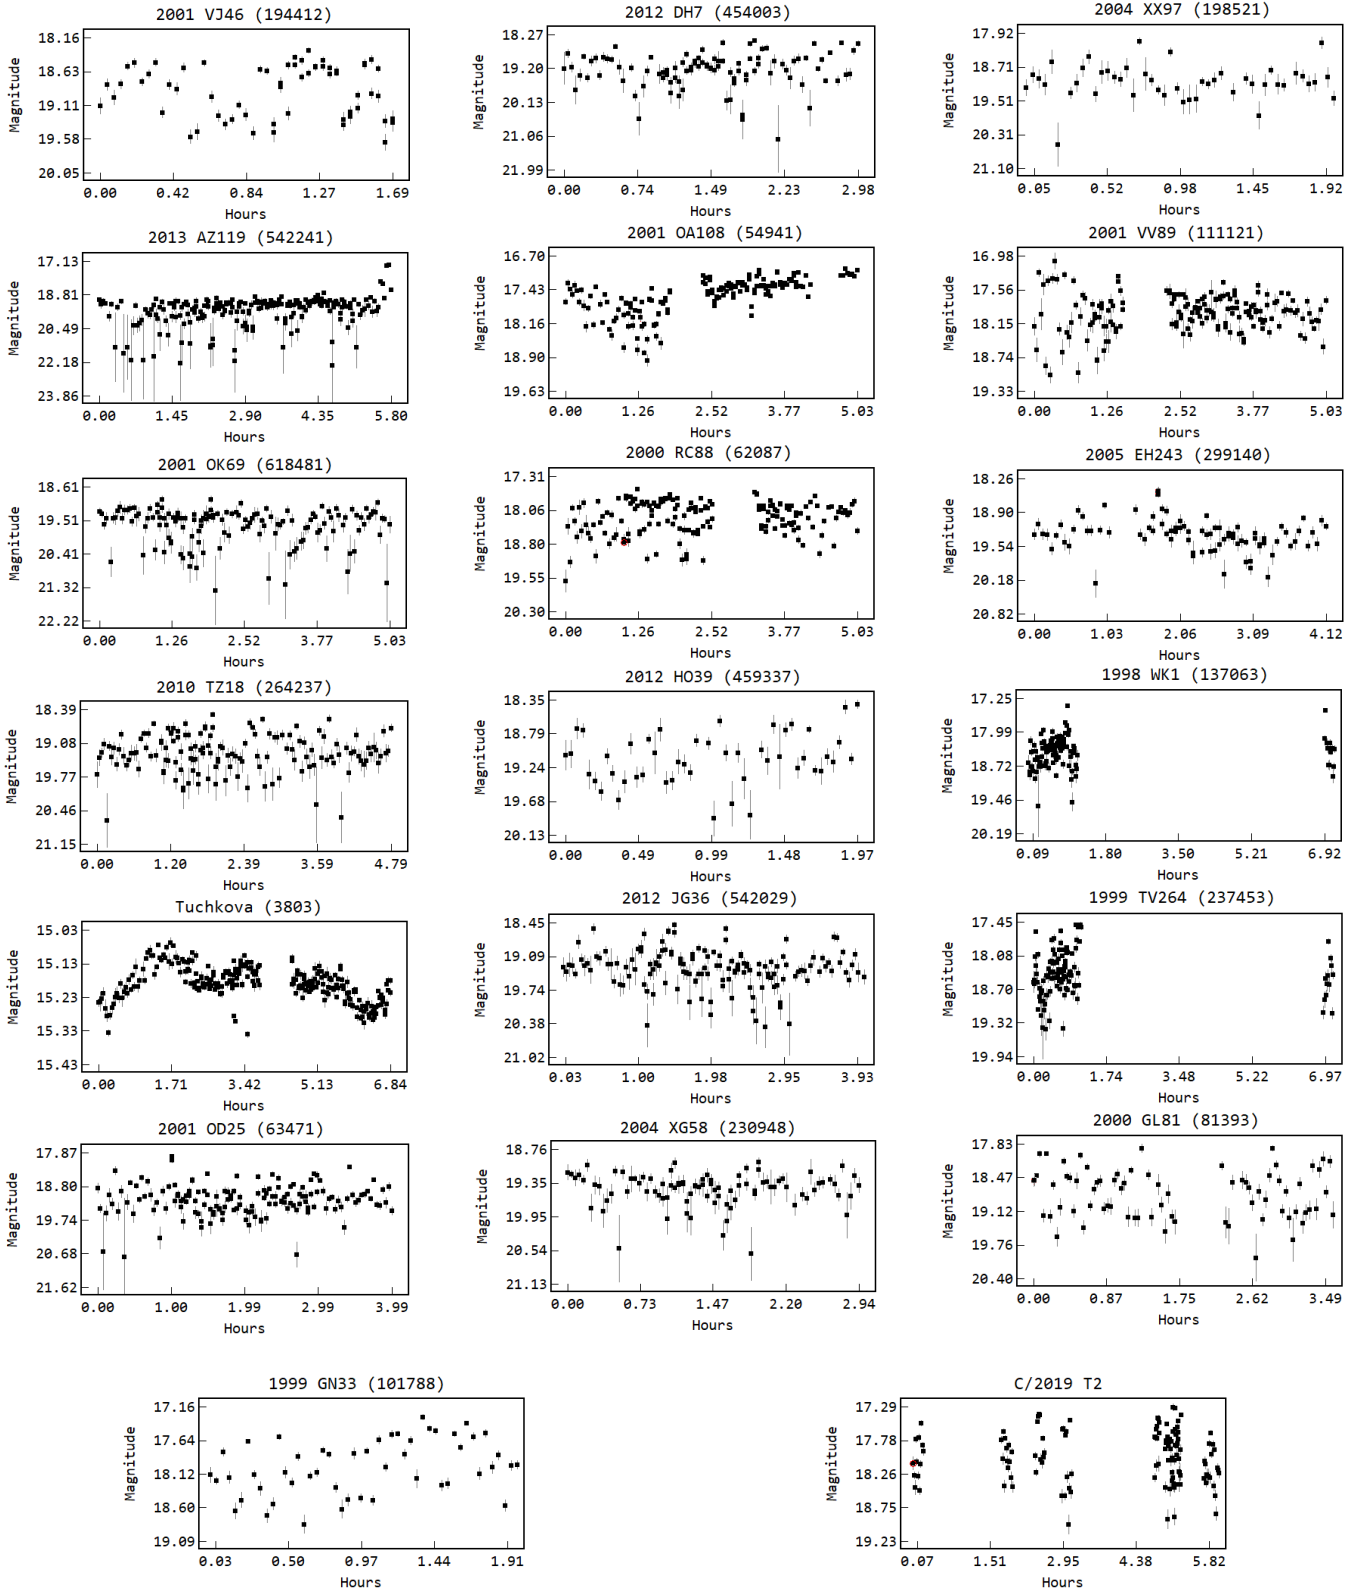 2001 VJ46 (194412)
18.16
18.63
19.11
19.58
20.05
Magnitude
0.00 0.42 0.84 1.27 1.69
Hours
2012 DH7 (454003)
18.27
19.20
20.13
21.06
21.99
Magnitude
0.00 0.74 1.49 2.23 2.98
Hours
2004 XX97 (198521)
17.92
18.71
19.51
20.31
21.10
Magnitude
0.05 0.52 0.98 1.45 1.92
Hours
2013 AZ119 (542241)
17.13
18.81
20.49
22.18
23.86
Magnitude
0.00 1.45 2.90 4.35 5.80
Hours
2001 OA108 (54941)
16.70
17.43
18.16
18.90
19.63
Magnitude
0.00 1.26 2.52 3.77 5.03
Hours
2001 VV89 (111121)
16.98
17.56
18.15
18.74
19.33
Magnitude
0.00 1.26 2.52 3.77 5.03
Hours
2001 OK69 (618481)
18.61
19.51
20.41
21.32
22.22
Magnitude
0.00 1.26 2.52 3.77 5.03
Hours
2000 RC88 (62087)
17.31
18.06
18.80
19.55
20.30
Magnitude
0.00 1.26 2.52 3.77 5.03
Hours
2005 EH243 (299140)
18.26
18.90
19.54
20.18
20.82
Magnitude
0.00 1.03 2.06 3.09 4.12
Hours
2010 TZ18 (264237)
18.39
19.08
19.77
20.46
21.15
Magnitude
0.00 1.20 2.39 3.59 4.79
Hours
2012 HO39 (459337)
18.35
18.79
19.24
19.68
20.13
Magnitude
0.00 0.49 0.99 1.48 1.97
Hours
1998 WK1 (137063)
17.25
17.99
18.72
19.46
20.19
Magnitude
0.09 1.80 3.50 5.21 6.92
Hours
Tuchkova (3803)
15.03
15.13
15.23
15.33
15.43
Magnitude
0.00 1.71 3.42 5.13 6.84
Hours
2012 JG36 (542029)
18.45
19.09
19.74
20.38
21.02
Magnitude
0.03 1.00 1.98 2.95 3.93
Hours
1999 TV264 (237453)
17.45
18.08
18.70
19.32
19.94
Magnitude
0.00 1.74 3.48 5.22 6.97
Hours
2001 OD25 (63471)
17.87
18.80
19.74
20.68
21.62
Magnitude
0.00 1.00 1.99 2.99 3.99
Hours
2004 XG58 (230948)
18.76
19.35
19.95
20.54
21.13
Magnitude
0.00 0.73 1.47 2.20 2.94
Hours
2000 GL81 (81393)
17.83
18.47
19.12
19.76
20.40
Magnitude
0.00 0.87 1.75 2.62 3.49
Hours
1999 GN33 (101788)
17.16
17.64
18.12
18.60
19.09
Magnitude
0.03 0.50 0.97 1.44 1.91
Hours
C/2019 T2
17.29
17.78
18.26
18.75
19.23
Magnitude
0.07 1.51 2.95 4.38 5.82
Hours